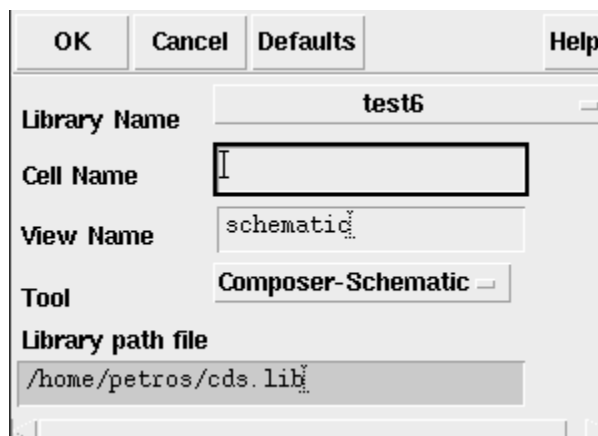 OK Cancel Defaults Help
Library Name test6
Cell Name
View Name schematic
Tool Composer-Schematic
Library path file
/home/petros/cds.lib